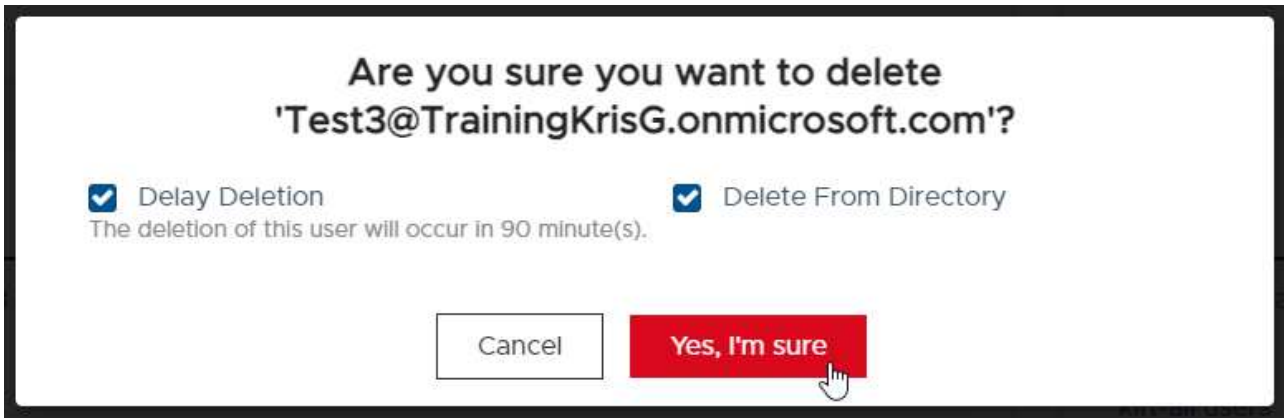 Are you sure you want to delete
'Test3@TrainingKrisG.onmicrosoft.com'?
Delay Deletion
Delete From Directory
The deletion of this user will occur in 90 minute(s).
Cancel
Yes, I'm sure